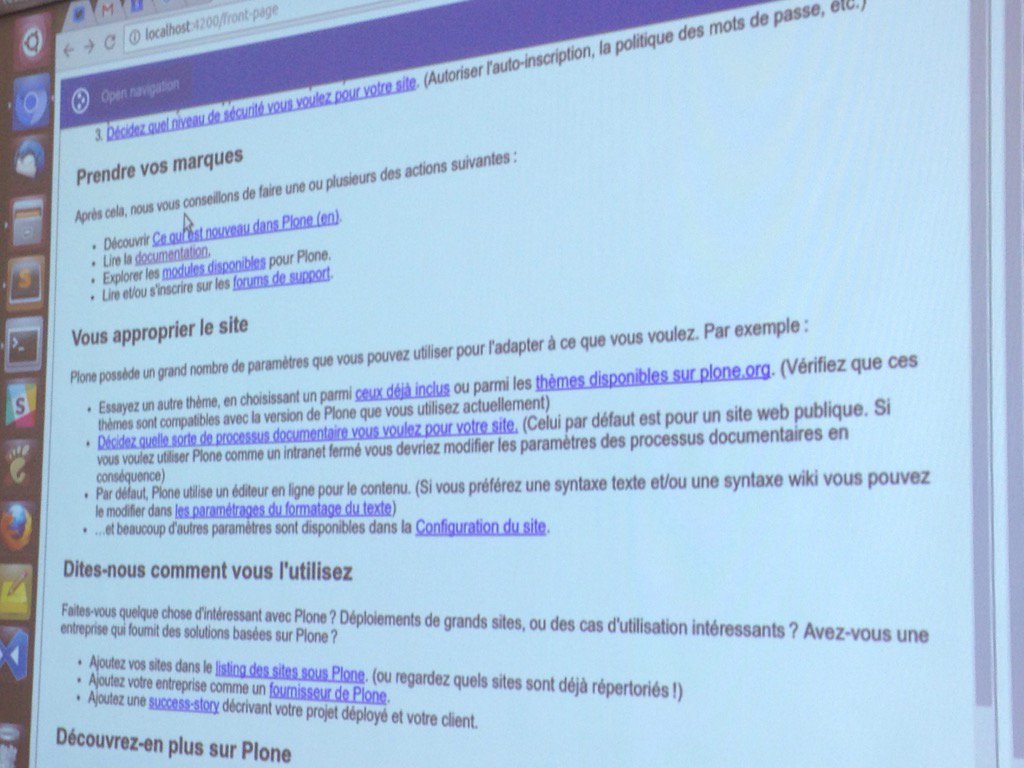 localhost:4200/front-page
Open navigation
3. Décidez quel niveau de sécurité vous voulez pour votre site. (Autoriser l'auto-inscription, la politique des mots de passe, etc.)
Prendre vos marques
Après cela, nous vous conseillons de faire une ou plusieurs des actions suivantes :
• Découvrir Ce qui est nouveau dans Plone (en).
• Lire la documentation.
• Explorer les modules disponibles pour Plone.
• Lire et/ou s'inscrire sur les forums de support.
Vous approprier le site
Plone possède un grand nombre de paramètres que vous pouvez utiliser pour l'adapter à ce que vous voulez. Par exemple :
• Essayez un autre thème, en choisissant un parmi ceux déjà inclus ou parmi les thèmes disponibles sur plone.org. (Vérifiez que ces
thèmes sont compatibles avec la version de Plone que vous utilisez actuellement)
• Décidez quelle sorte de processus documentaire vous voulez pour votre site. (Celui par défaut est pour un site web publique. Si
vous voulez utiliser Plone comme un intranet fermé vous devriez modifier les paramètres des processus documentaires en
conséquence)
• Par défaut, Plone utilise un éditeur en ligne pour le contenu. (Si vous préférez une syntaxe texte et/ou une syntaxe wiki vous pouvez
le modifier dans les paramétrages du formatage du texte)
• …et beaucoup d'autres paramètres sont disponibles dans la Configuration du site.
Dites-nous comment vous l'utilisez
Faites-vous quelque chose d'intéressant avec Plone ? Déploiements de grands sites, ou des cas d'utilisation intéressants ? Avez-vous une
entreprise qui fournit des solutions basées sur Plone ?
• Ajoutez vos sites dans le listing des sites sous Plone. (ou regardez quels sites sont déjà répertoriés !)
• Ajoutez votre entreprise comme un fournisseur de Plone.
• Ajoutez une success-story décrivant votre projet déployé et votre client.
Découvrez-en plus sur Plone